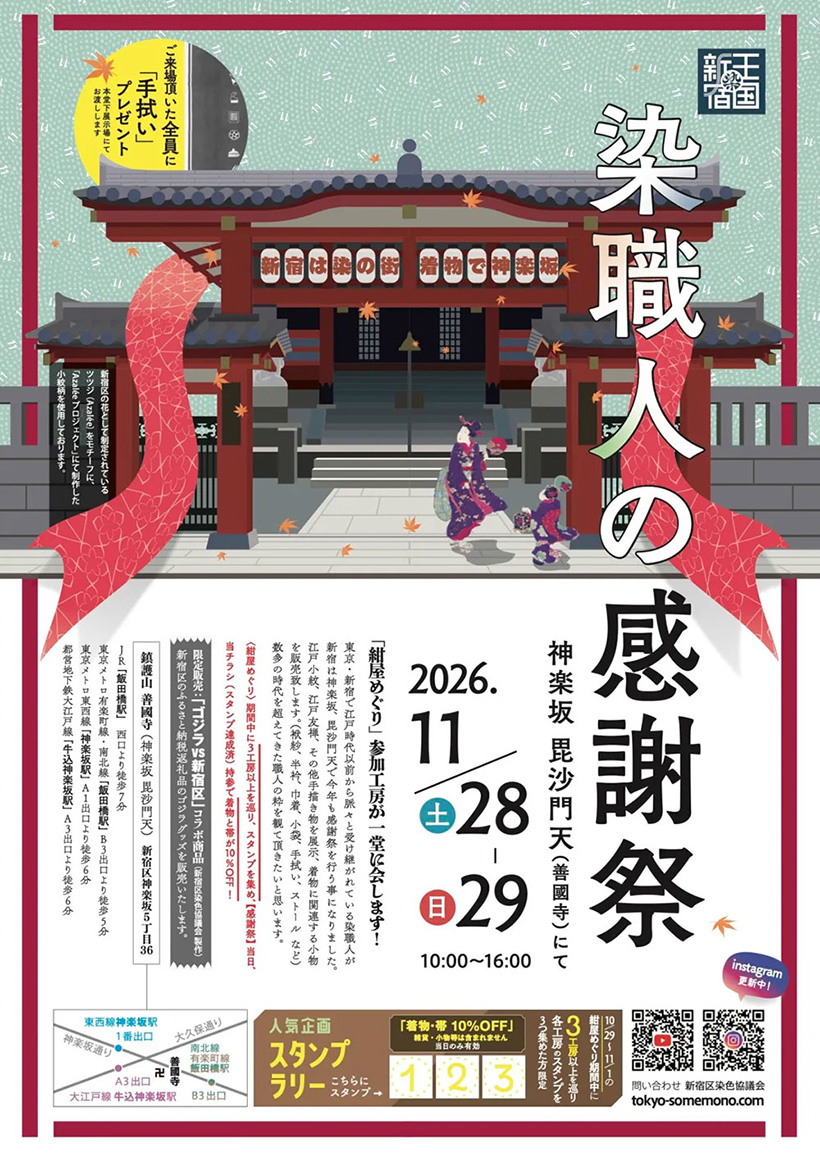 新宿染王国
ご来場頂いた全員に
「手拭い」
プレゼント
本堂下展示場にて
お渡しします
染職人の感謝祭
新宿は染の街 着物で神楽坂
新宿区の花として制定されている
ツツジ(Azalée)をモチーフに、
「Azalée プロジェクト」にて制作した
小紋柄を使用しております。
神楽坂 毘沙門天(善國寺)にて
2026.
11/28
土
-29
日
10:00〜16:00
「紺屋めぐり」参加工房が一堂に会します!
東京・新宿で江戸時代以前から脈々と受け継がれている染職人が
新宿は神楽坂、毘沙門天で今年も感謝祭を行う事になりました。
江戸小紋、江戸友禅、その他手描き物を展示、着物に関連する小物
を販売致します。(袱紗、半衿、巾着、小袋、手拭い、ストール など)
数多の時代を超えてきた職人の粋を観て頂きたいと思います。
〈紺屋めぐり〉期間中に3工房以上を巡り、スタンプを集め、【感謝祭】当日、
当チラシ(スタンプ達成済)持参で着物と帯が10%OFF!
限定販売:「ゴジラVS新宿区」コラボ商品(新宿区染色協議会製作)
新宿区のふるさと納税返礼品のゴジラグッズを販売いたします。
鎮護山 善國寺(神楽坂 毘沙門天) 新宿区神楽坂5丁目36
JR「飯田橋駅」 西口より徒歩7分
東京メトロ有楽町線・南北線「飯田橋駅」B3出口より徒歩5分
東京メトロ東西線「神楽坂駅」A1出口より徒歩6分
都営地下鉄大江戸線「牛込神楽坂駅」A3出口より徒歩6分
instagram
更新中!
東西線神楽坂駅
1番出口
大久保通り
神楽坂通り
善國寺
卍
南北線
有楽町線
飯田橋駅
A3出口
大江戸線 牛込神楽坂駅
B3出口
人気企画
スタンプ
ラリー
こちらに
スタンプ→
「着物・帯 10%OFF」
雑貨・小物等は含まれません
当日のみ有効
1 2 3
10/29〜11/1の
紺屋めぐり期間中に
3工房以上を巡り
各工房のスタンプを
3つ集めた方 限定
問い合わせ 新宿区染色協議会
tokyo-somemono.com